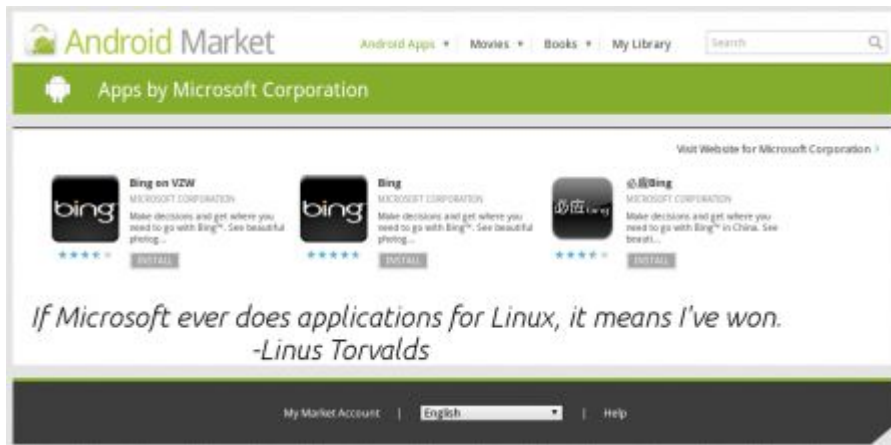 Android Market
Android Apps Movies Books My Library Search
Apps by Microsoft Corporation
Visit Website for Microsoft Corporation ›
bing
Bing on VZW
MICROSOFT CORPORATION
Make decisions and get where you
need to go with Bing™. See beautiful
photog...
INSTALL
bing
Bing
MICROSOFT CORPORATION
Make decisions and get where you
need to go with Bing™. See beautiful
photog...
INSTALL
必应bing
必应Bing
MICROSOFT CORPORATION
Make decisions and get where you
need to go with Bing™ in China. See
beauti...
INSTALL
If Microsoft ever does applications for Linux, it means I've won.
-Linus Torvalds
My Market Account | English | Help